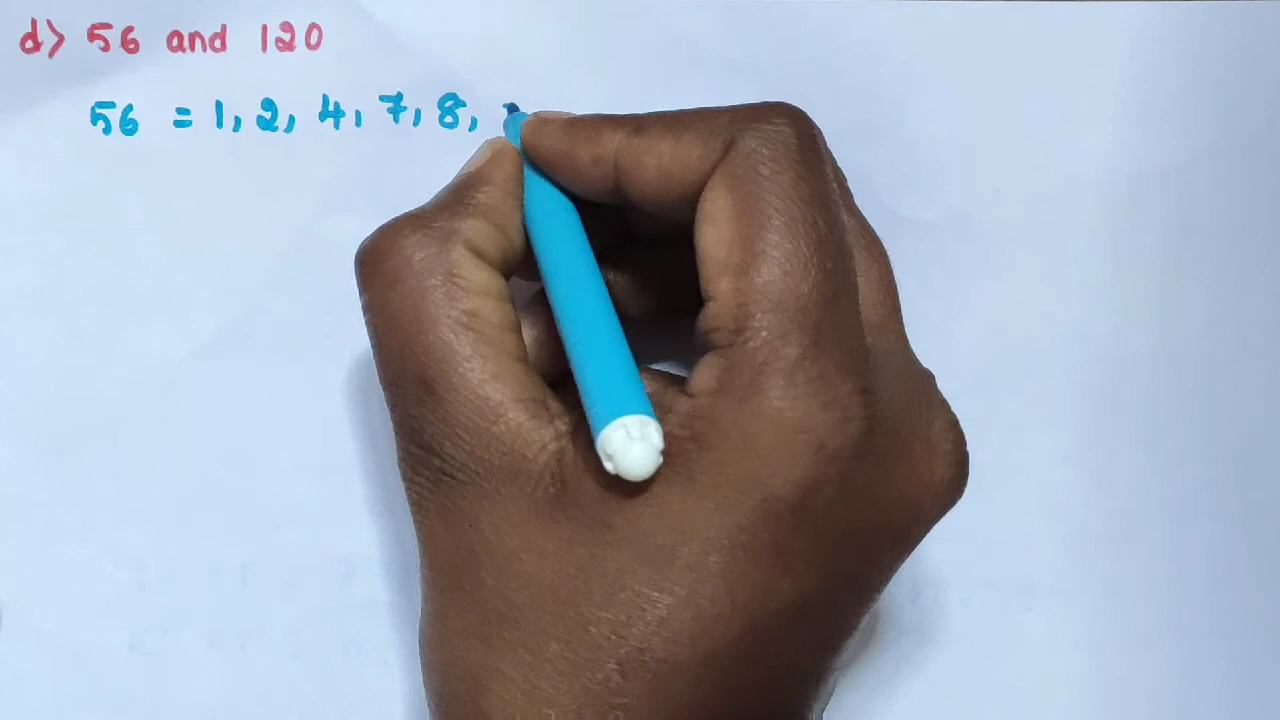 d) 56 and 120
56 = 1, 2, 4, 7, 8,